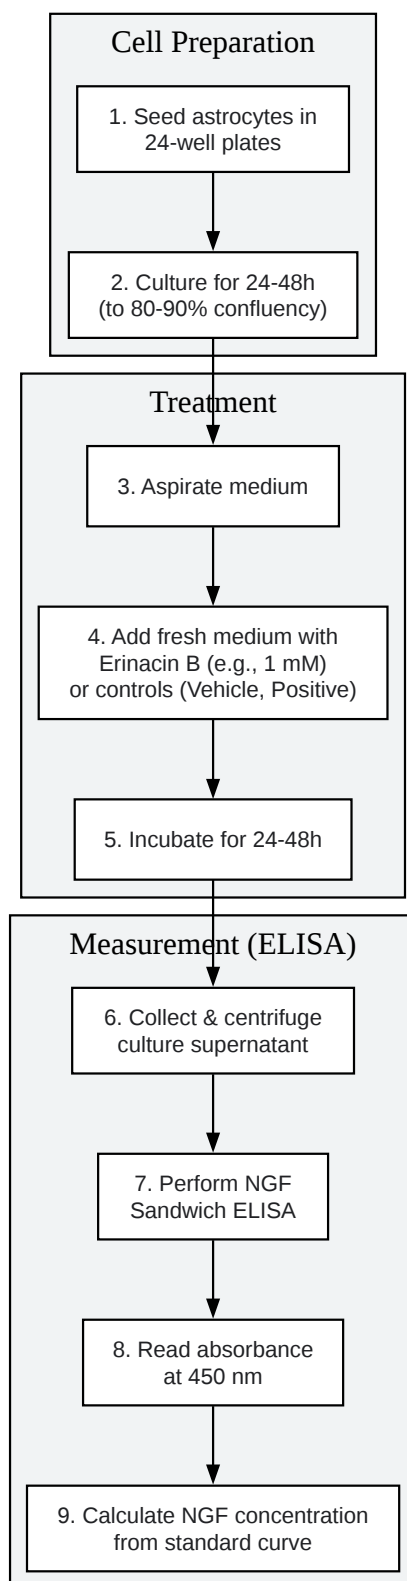 Cell Preparation
1. Seed astrocytes in
24-well plates
2. Culture for 24-48h
(to 80-90% confluency)
Treatment
3. Aspirate medium
4. Add fresh medium with
Erinacin B (e.g., 1 mM)
or controls (Vehicle, Positive)
5. Incubate for 24-48h
Measurement (ELISA)
6. Collect & centrifuge
culture supernatant
7. Perform NGF
Sandwich ELISA
8. Read absorbance
at 450 nm
9. Calculate NGF concentration
from standard curve